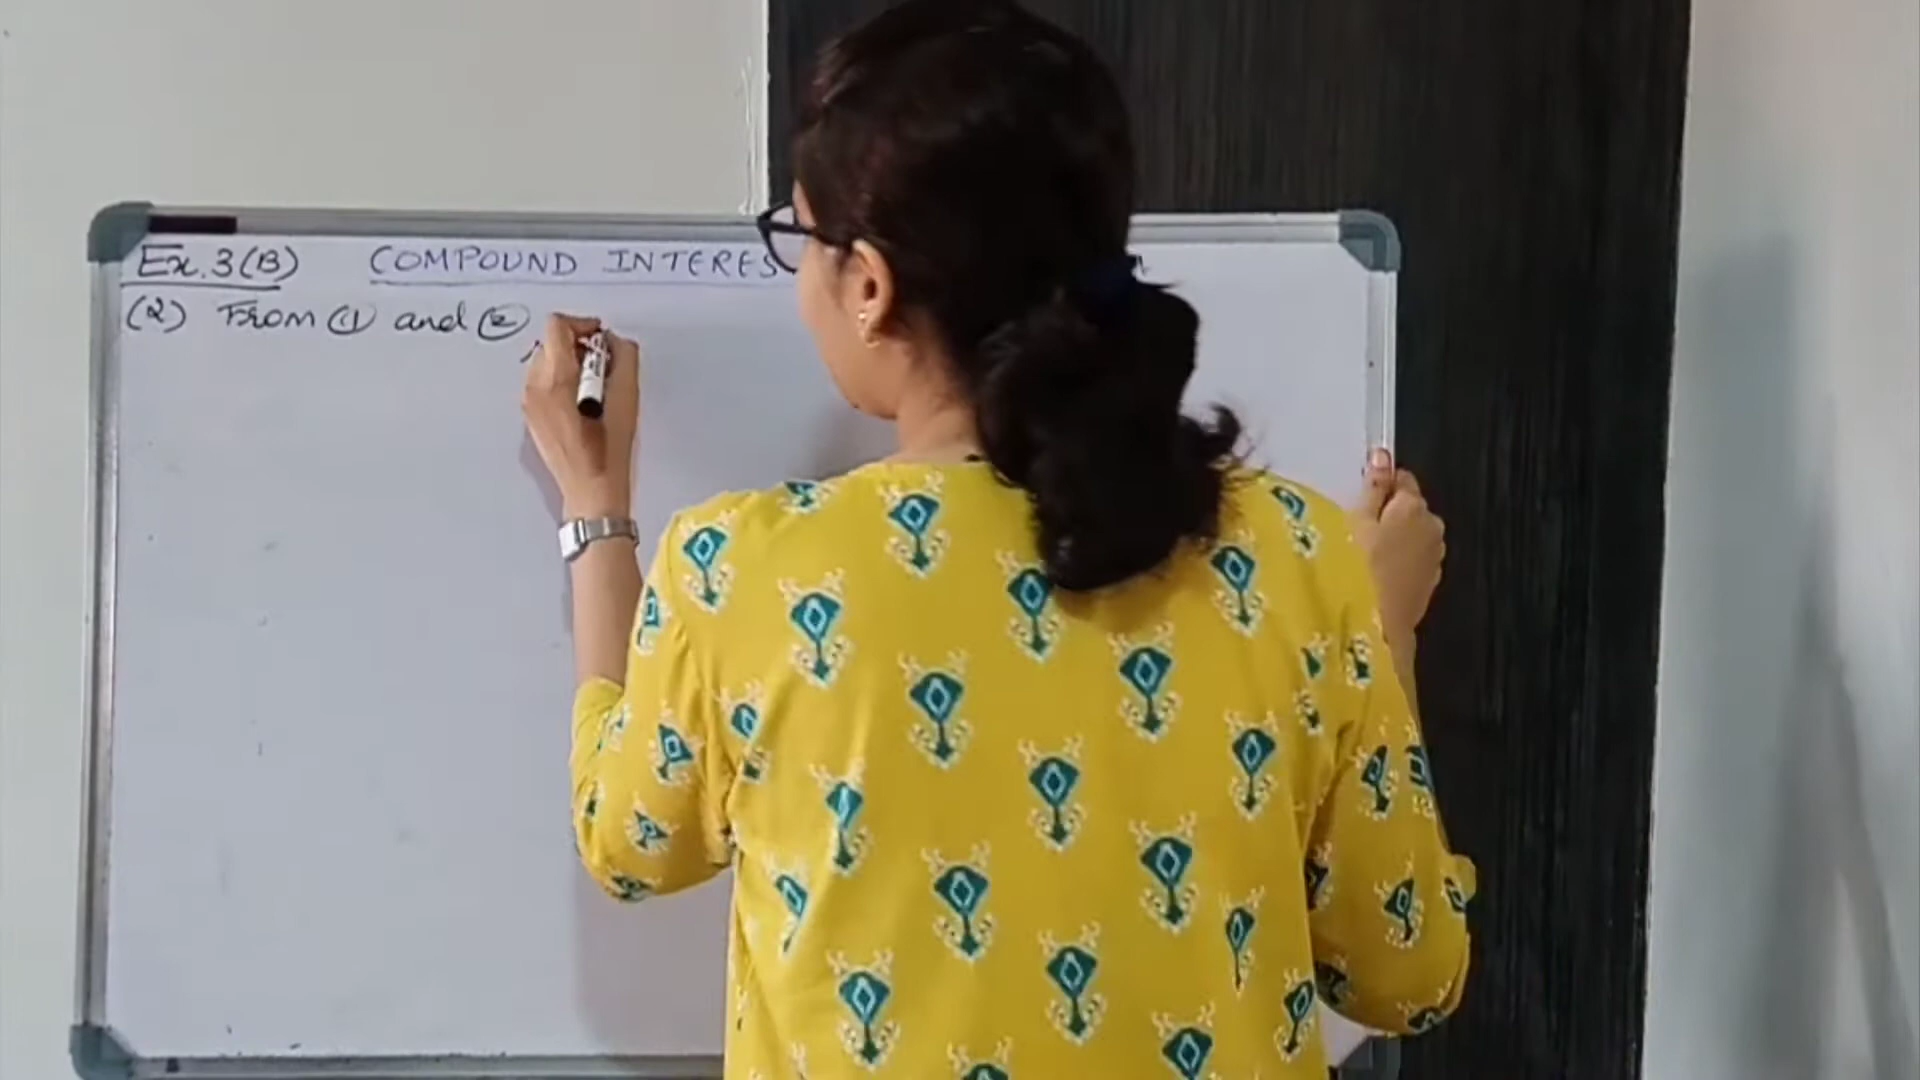 Ex. 3(B) COMPOUND INTERES
(2) From ① and ②